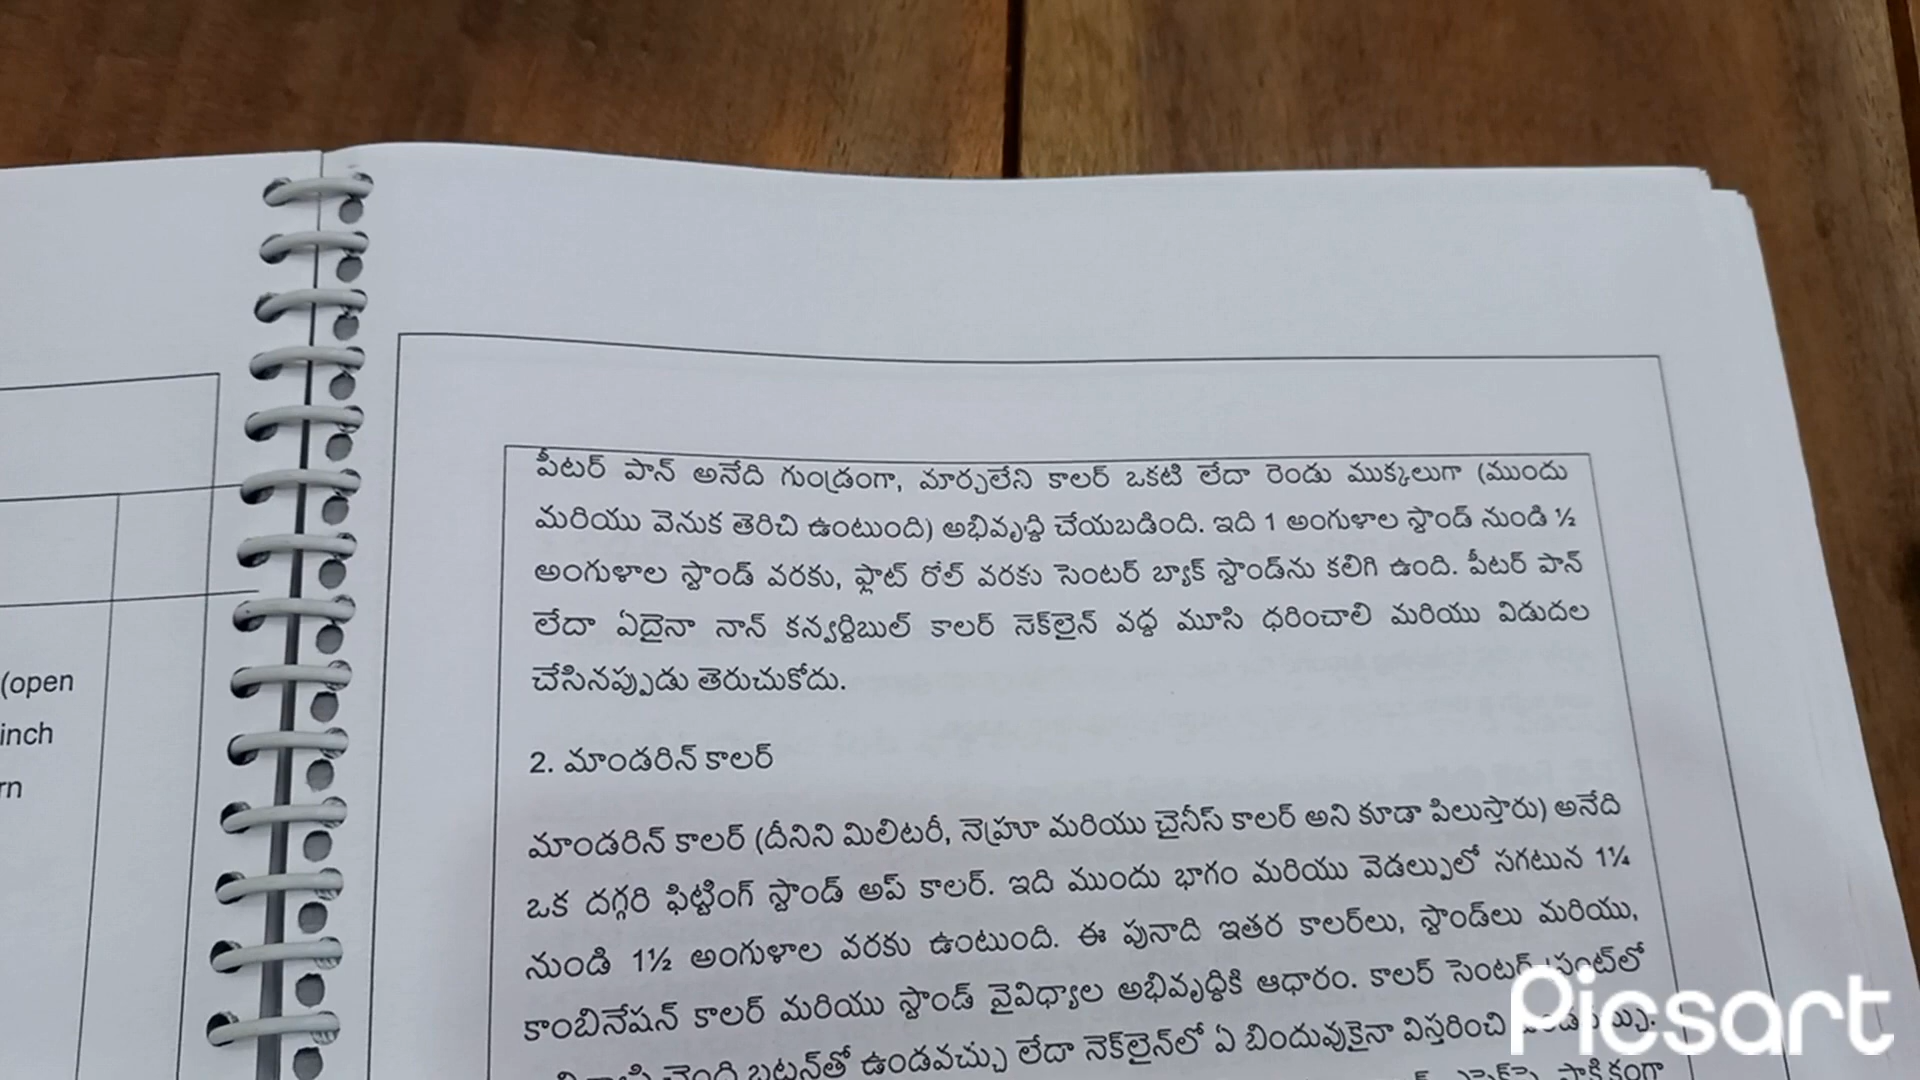 (open
inch
rn
పీటర్ పాన్ అనేది గుండ్రంగా, మార్చలేని కాలర్ ఒకటి లేదా రెండు ముక్కలుగా (ముందు
మరియు వెనుక తెరిచి ఉంటుంది) అభివృద్ధి చేయబడింది. ఇది 1 అంగుళాల స్టాండ్ నుండి ½
అంగుళాల స్టాండ్ వరకు, ఫ్లాట్ రోల్ వరకు సెంటర్ బ్యాక్ స్టాండ్‌ను కలిగి ఉంది. పీటర్ పాన్
లేదా ఏదైనా నాన్ కన్వర్టిబుల్ కాలర్ నెక్‌లైన్ వద్ద మూసి ధరించాలి మరియు విడుదల
చేసినప్పుడు తెరుచుకోదు.
2. మాండరిన్ కాలర్
మాండరిన్ కాలర్ (దీనిని మిలిటరీ, నెహ్రూ మరియు చైనీస్ కాలర్ అని కూడా పిలుస్తారు) అనేది
ఒక దగ్గరి ఫిట్టింగ్ స్టాండ్ అప్ కాలర్. ఇది ముందు భాగం మరియు వెడల్పులో సగటున 1¼
నుండి 1½ అంగుళాల వరకు ఉంటుంది. ఈ పునాది ఇతర కాలర్‌లు, స్టాండ్‌లు మరియు,
కాంబినేషన్ కాలర్ మరియు స్టాండ్ వైవిధ్యాల అభివృద్ధికి ఆధారం. కాలర్ సెంటర్
బటన్‌తో ఉండవచ్చు లేదా నెక్‌లైన్‌లో ఏ బిందువుకైనా విస్తరించి
Picsart